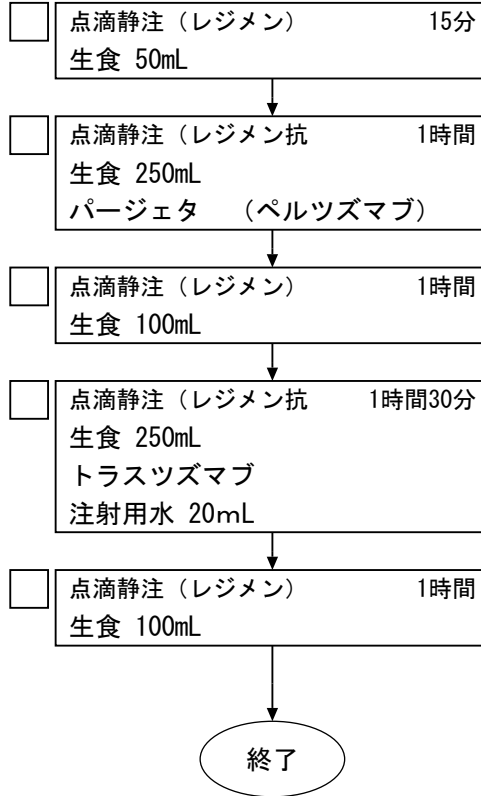 点滴静注（レジメン） 15分
生食 50mL
点滴静注（レジメン抗 1時間
生食 250mL
パージェタ　（ペルツズマブ）
点滴静注（レジメン） 1時間
生食 100mL
点滴静注（レジメン抗 1時間30分
生食 250mL
トラスツズマブ
注射用水 20ｍL
点滴静注（レジメン） 1時間
生食 100mL
終了